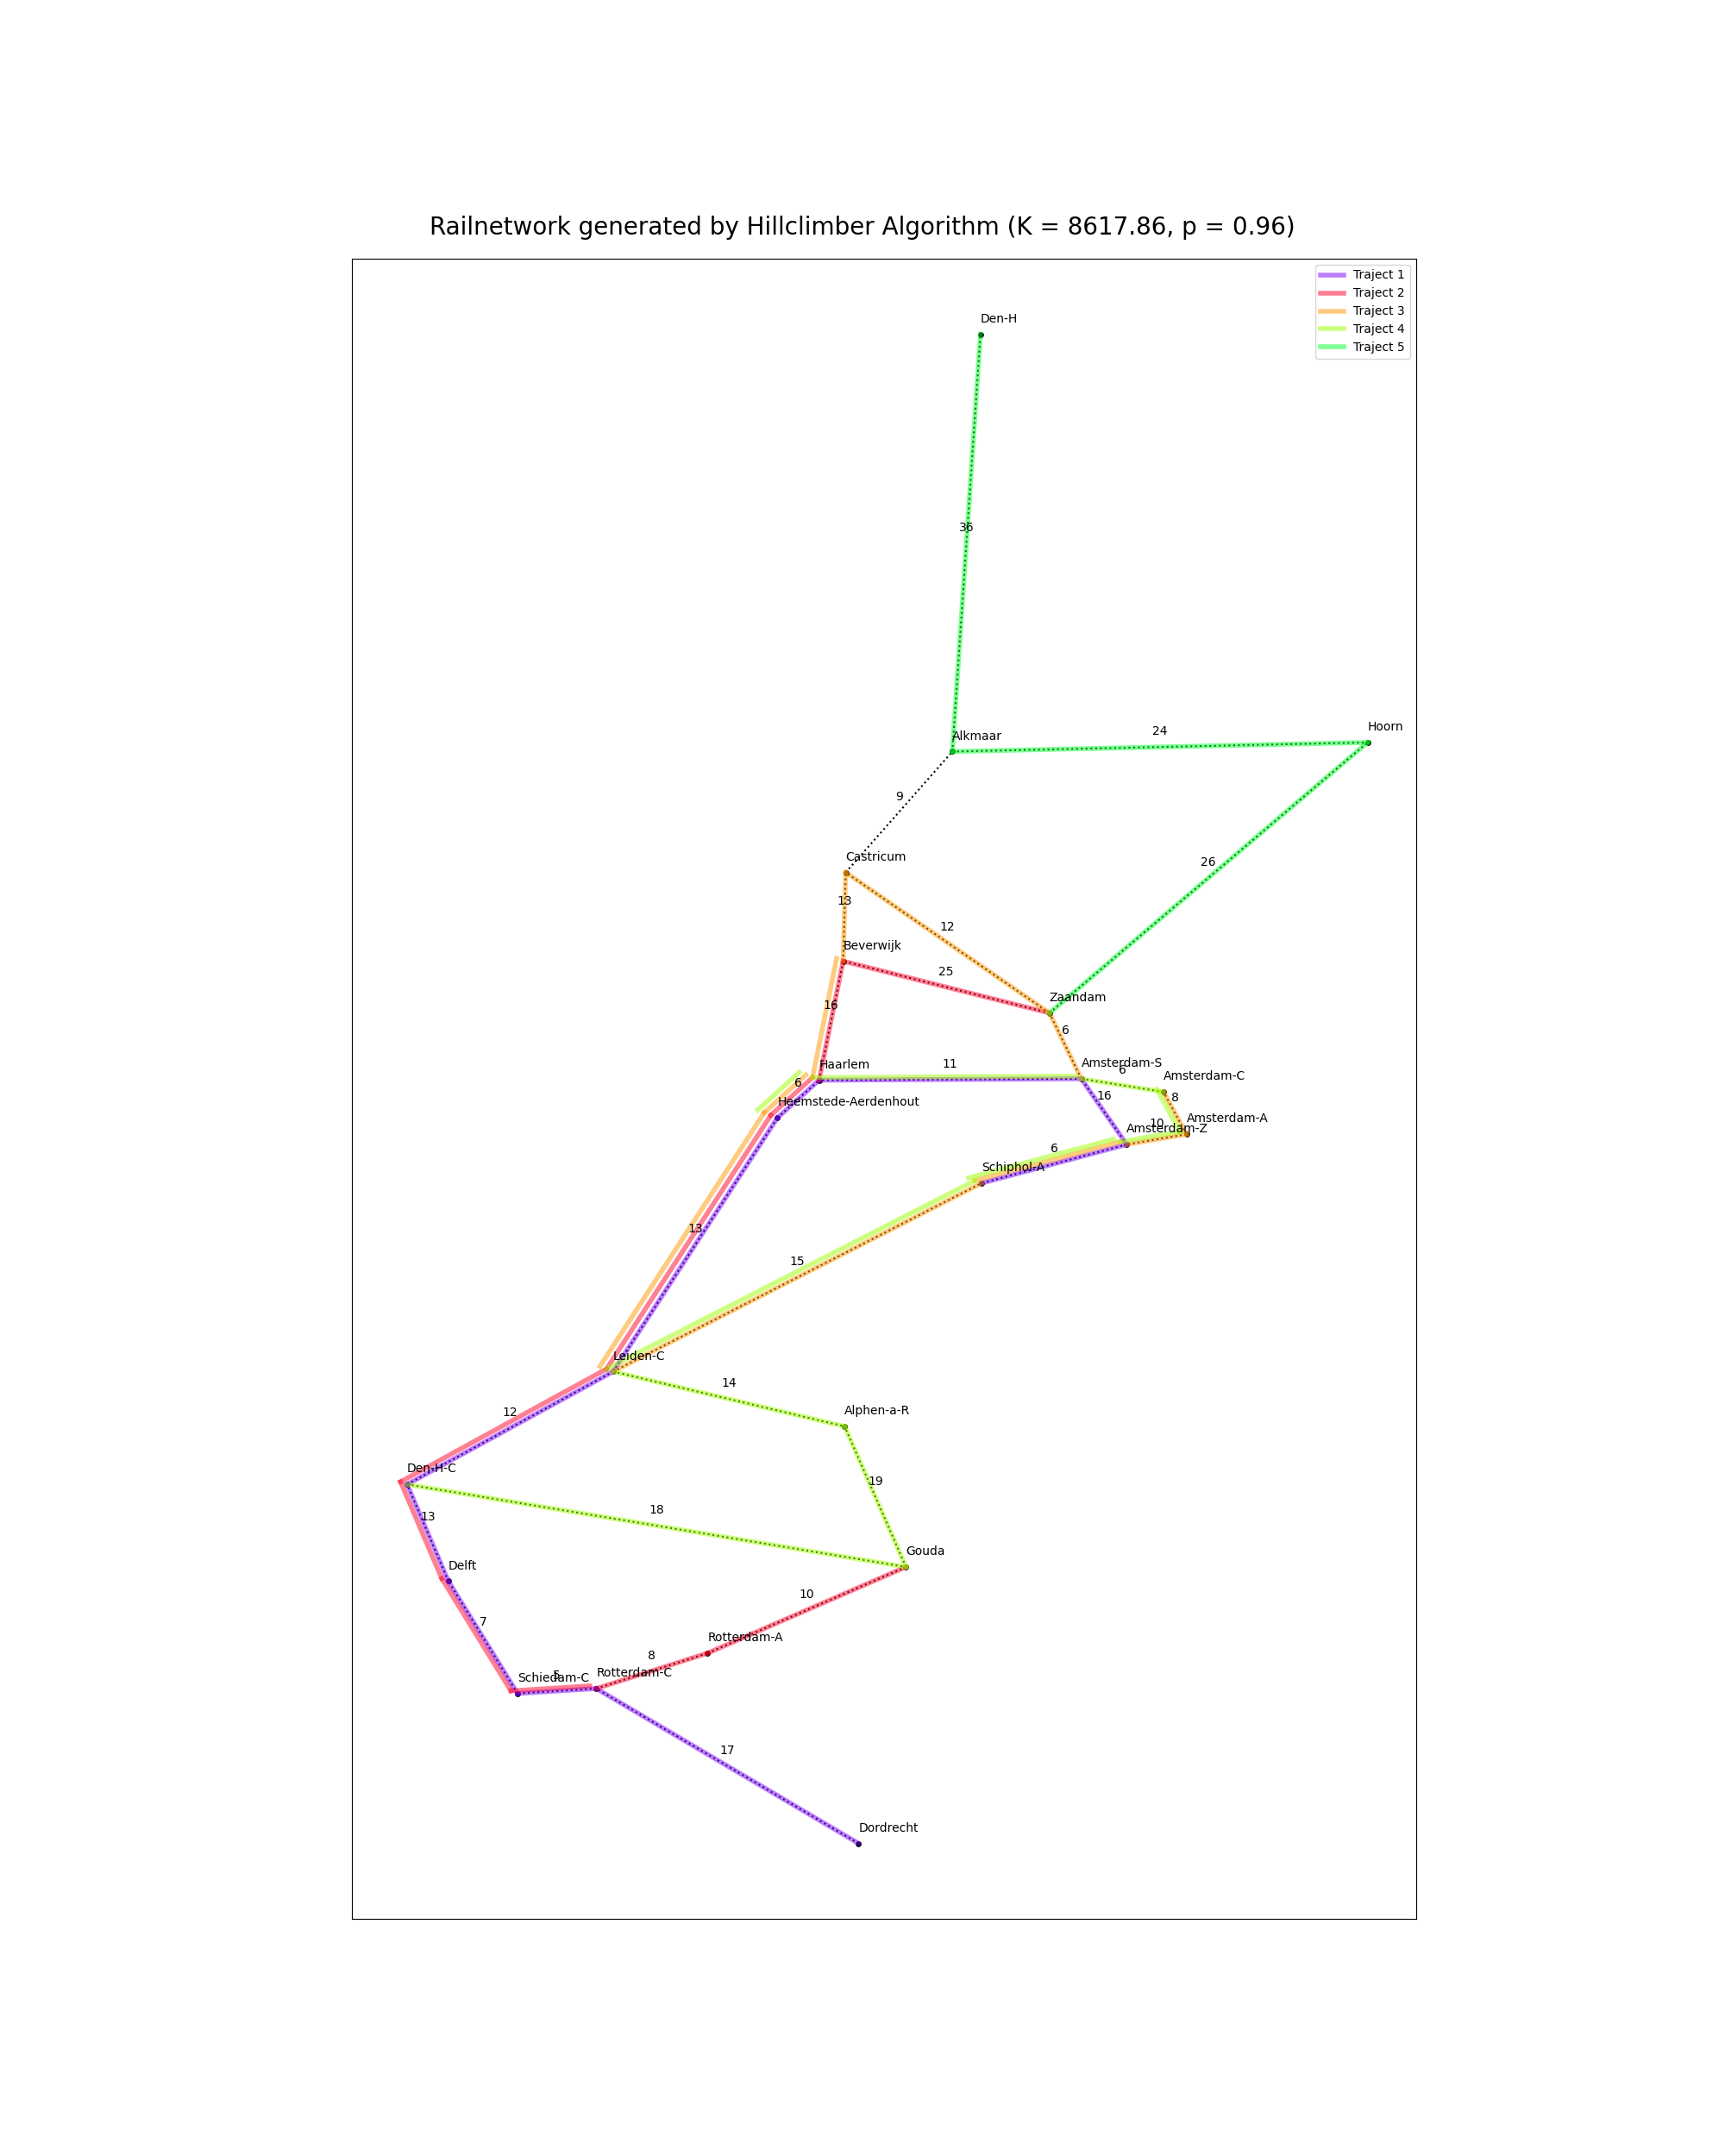 Railnetwork generated by Hillclimber Algorithm (K = 8617.86, p = 0.96)
Traject 1
Traject 2
Traject 3
Traject 4
Traject 5
Den-H
36
Hoorn
24
Alkmaar
9
Castricum
26
13
12
Beverwijk
25
Zaandam
16
6
Haarlem
11
Amsterdam-S
6
Amsterdam-C
6
Heemstede-Aerdenhout
16
8
Amsterdam-A
10
Amsterdam-Z
6
Schiphol-A
13
15
Leiden-C
14
12
Alphen-a-R
Den-H-C
19
18
13
Gouda
Delft
10
7
Rotterdam-A
8
Schiedam-C
5
Rotterdam-C
17
Dordrecht